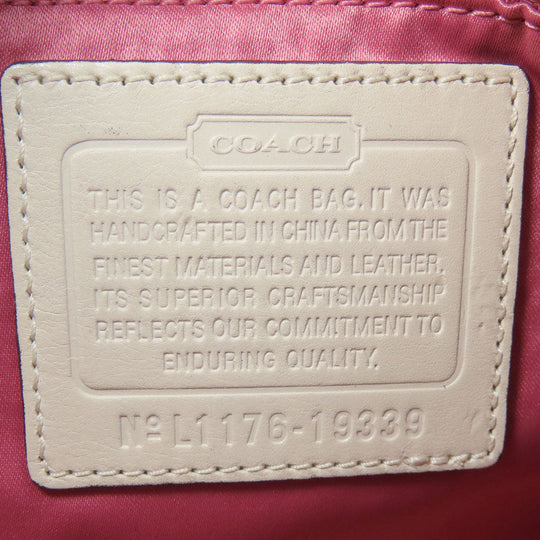 COACH
THIS IS A COACH BAG. IT WAS
HANDCRAFTED IN CHINA FROM THE
FINEST MATERIALS AND LEATHER.
ITS SUPERIOR CRAFTSMANSHIP
REFLECTS OUR COMMITMENT TO
ENDURING QUALITY.
Nº L1176-19339